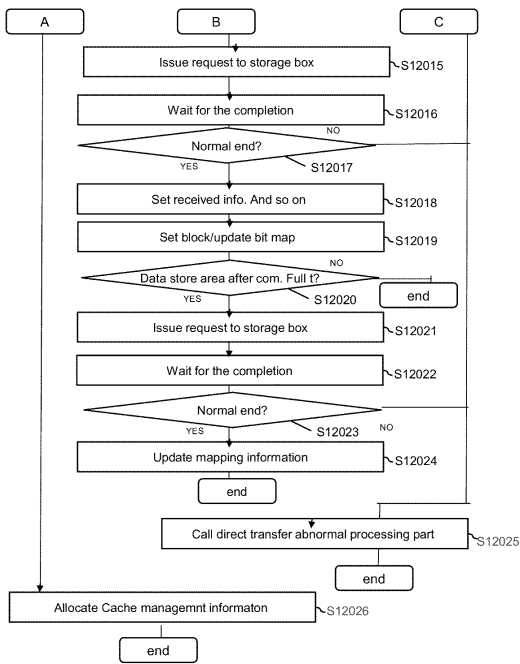 A
B
C
Issue request to storage box
S12015
Wait for the completion
S12016
NO
Normal end?
YES
S12017
Set received info. And so on
S12018
Set block/update bit map
S12019
NO
Data store area after com. Full t?
YES
S12020
end
Issue request to storage box
S12021
Wait for the completion
S12022
Normal end?
YES
S12023
NO
Update mapping information
S12024
end
Call direct transfer abnormal processing part
S12025
end
Allocate Cache managemnt informaton
S12026
end